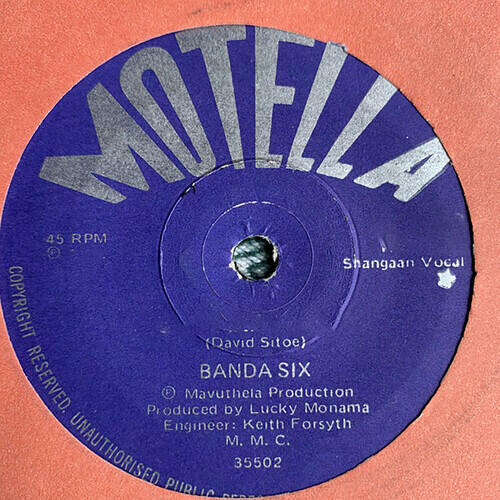 MOTELLA
45 RPM
℗
Shangaan Vocal
(David Sitoe)
BANDA SIX
℗ Mavuthela Production
Produced by Lucky Monama
Engineer: Keith Forsyth
M. M. C.
35502
COPYRIGHT RESERVED. UNAUTHORISED PUBLIC